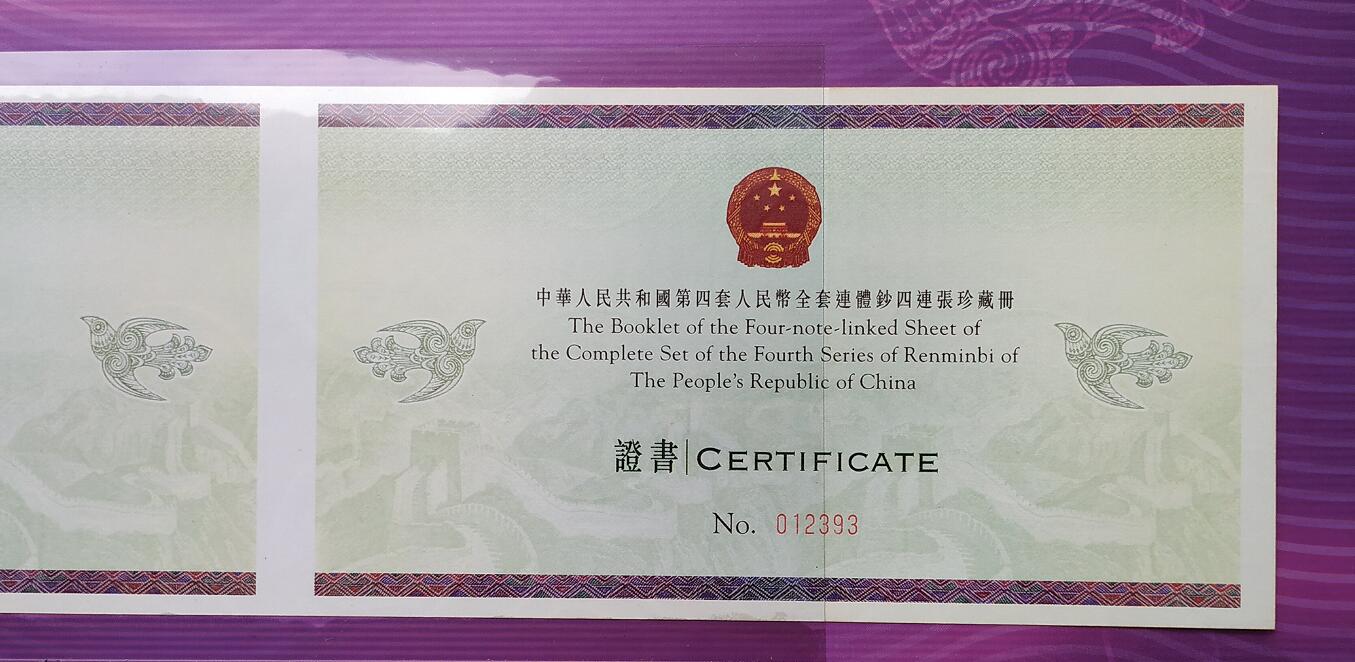 中華人民共和國第四套人民幣全套連體鈔四連張珍藏冊
The Booklet of the Four-note-linked Sheet of
the Complete Set of the Fourth Series of Renminbi of
The People's Republic of China
證書|CERTIFICATE
No. 012393